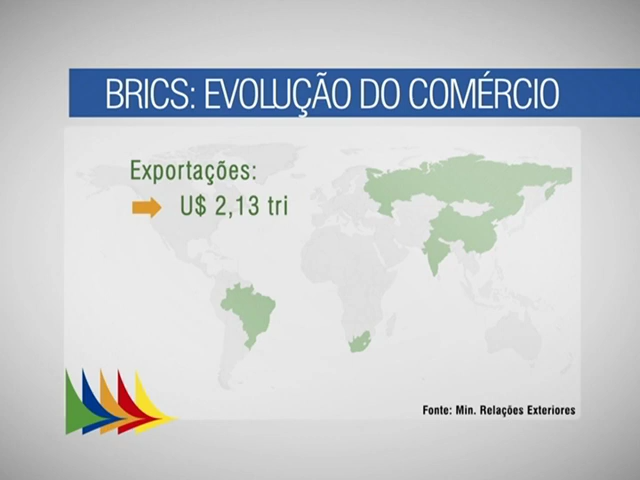 BRICS: EVOLUÇÃO DO COMÉRCIO
Exportações:
U$ 2,13 tri
Fonte: Min. Relações Exteriores